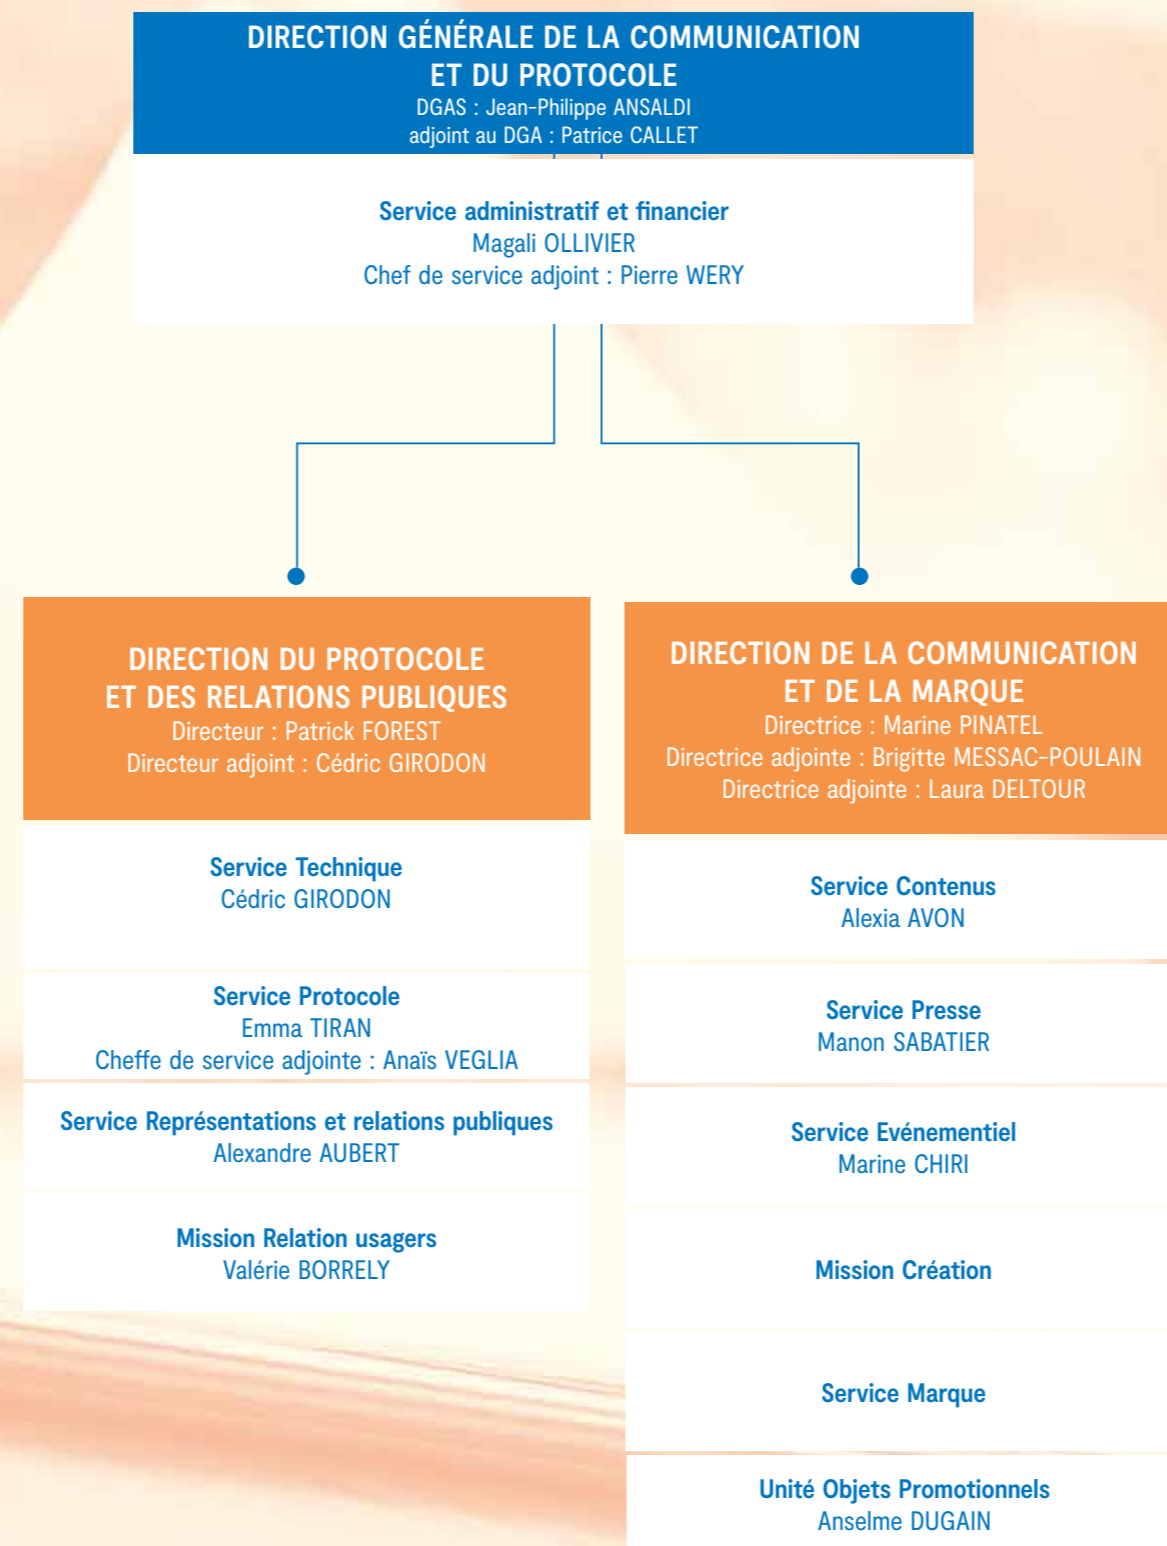 DIRECTION GÉNÉRALE DE LA COMMUNICATION
ET DU PROTOCOLE
DGAS : Jean-Philippe ANSALDI
adjoint au DGA : Patrice CALLET
Service administratif et financier
Magali OLLIVIER
Chef de service adjoint : Pierre WERY
DIRECTION DU PROTOCOLE
ET DES RELATIONS PUBLIQUES
Directeur : Patrick FOREST
Directeur adjoint : Cédric GIRODON
Service Technique
Cédric GIRODON
Service Protocole
Emma TIRAN
Cheffe de service adjointe : Anaïs VEGLIA
Service Représentations et relations publiques
Alexandre AUBERT
Mission Relation usagers
Valérie BORRELY
DIRECTION DE LA COMMUNICATION
ET DE LA MARQUE
Directrice : Marine PINATEL
Directrice adjointe : Brigitte MESSAC-POULAIN
Directrice adjointe : Laura DELTOUR
Service Contenus
Alexia AVON
Service Presse
Manon SABATIER
Service Evénementiel
Marine CHIRI
Mission Création
Service Marque
Unité Objets Promotionnels
Anselme DUGAIN